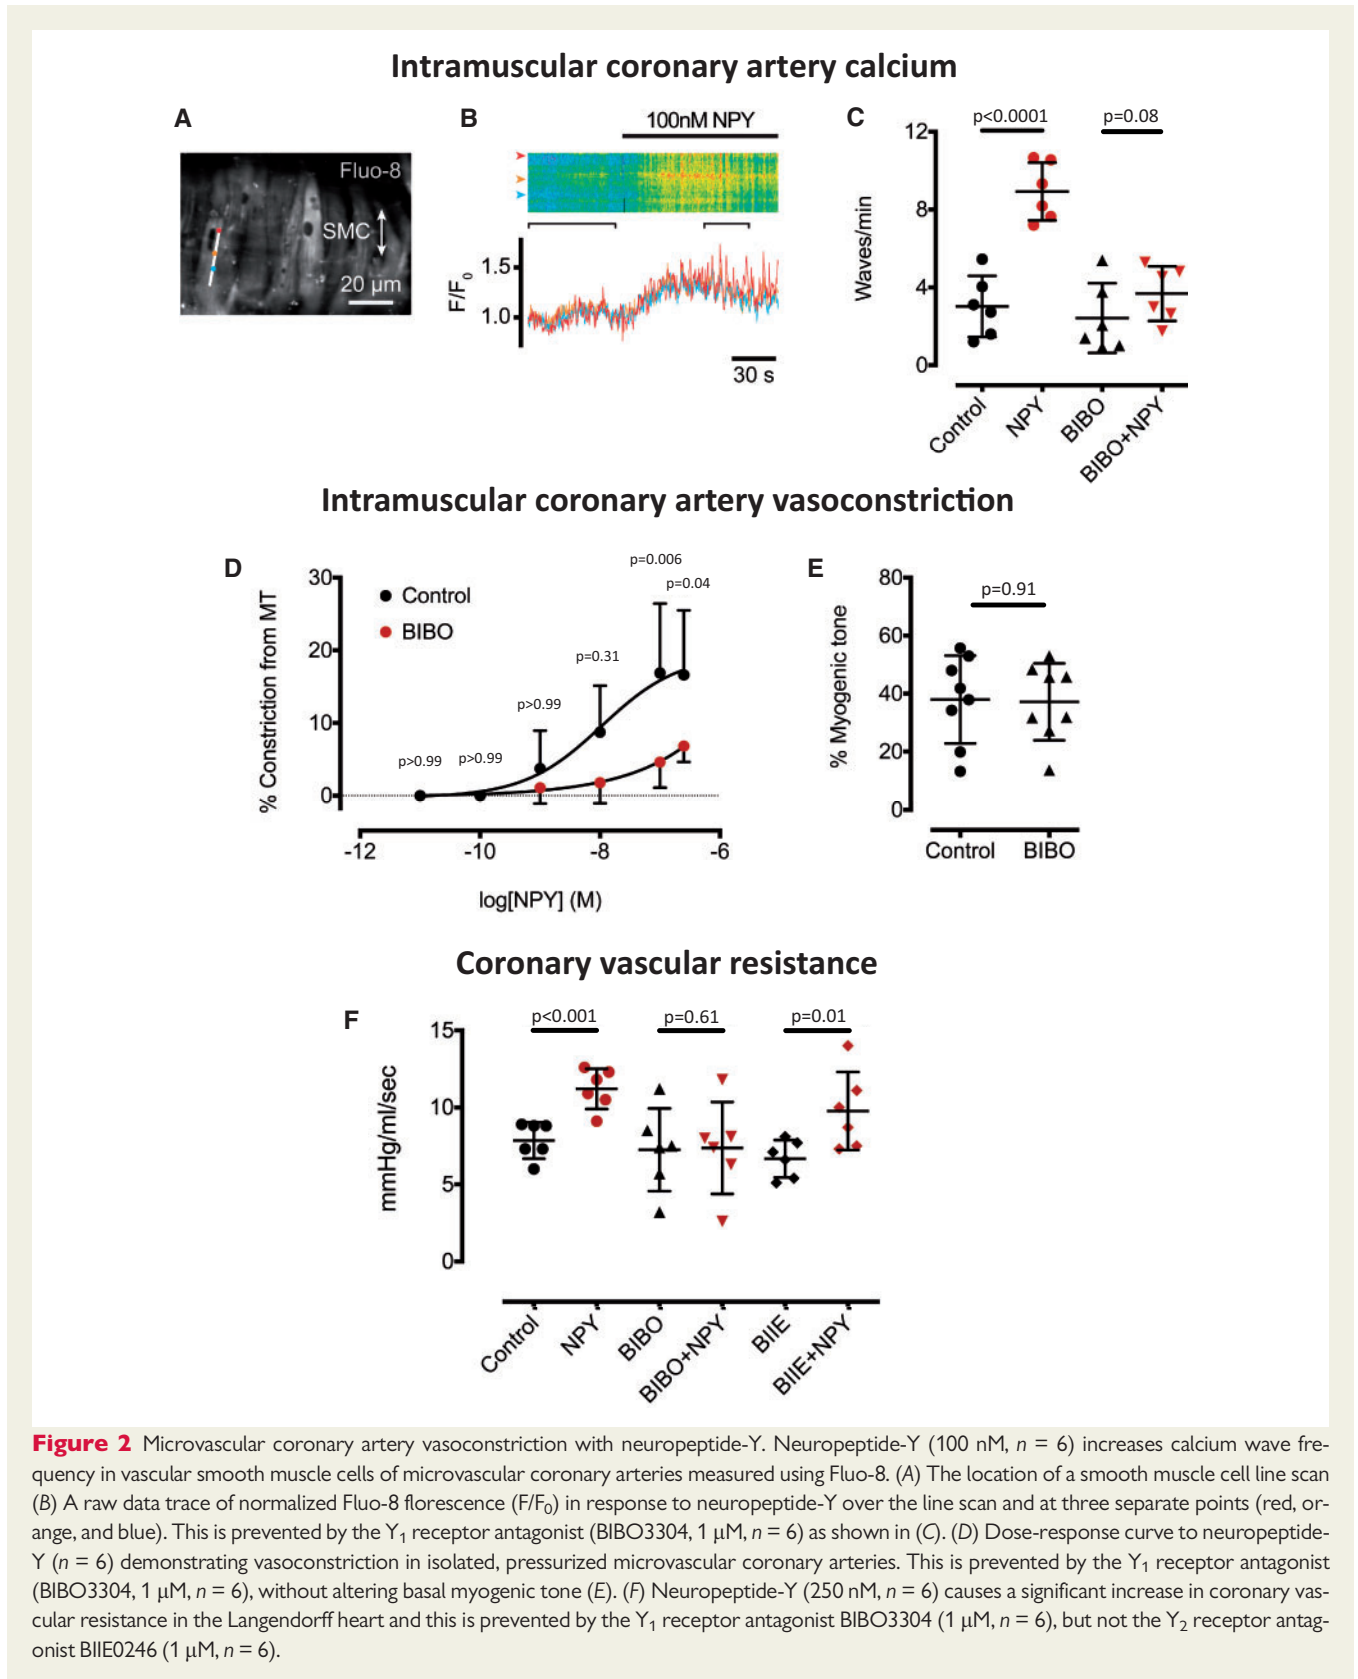 Intramuscular coronary artery calcium
A
Fluo-8
SMC
20 µm
B
100nM NPY
F/F0
1.5
1.0
30 s
C
p<0.0001
p=0.08
Waves/min
12
8
4
0
Control
NPY
BIBO
BIBO+NPY
Intramuscular coronary artery vasoconstriction
D
% Constriction from MT
30
20
10
0
Control
BIBO
p>0.99
p>0.99
p>0.99
p=0.31
p=0.006
p=0.04
-12
-10
-8
-6
log[NPY] (M)
E
p=0.91
% Myogenic tone
80
60
40
20
0
Control
BIBO
Coronary vascular resistance
F
p<0.001
p=0.61
p=0.01
mmHg/ml/sec
15
10
5
0
Control
NPY
BIBO
BIBO+NPY
BIIE
BIIE+NPY
Figure 2 Microvascular coronary artery vasoconstriction with neuropeptide-Y. Neuropeptide-Y (100 nM, n = 6) increases calcium wave fre-
quency in vascular smooth muscle cells of microvascular coronary arteries measured using Fluo-8. (A) The location of a smooth muscle cell line scan
(B) A raw data trace of normalized Fluo-8 florescence (F/F0) in response to neuropeptide-Y over the line scan and at three separate points (red, or-
ange, and blue). This is prevented by the Y1 receptor antagonist (BIBO3304, 1 µM, n = 6) as shown in (C). (D) Dose-response curve to neuropeptide-
Y (n = 6) demonstrating vasoconstriction in isolated, pressurized microvascular coronary arteries. This is prevented by the Y1 receptor antagonist
(BIBO3304, 1 µM, n = 6), without altering basal myogenic tone (E). (F) Neuropeptide-Y (250 nM, n = 6) causes a significant increase in coronary vas-
cular resistance in the Langendorff heart and this is prevented by the Y1 receptor antagonist BIBO3304 (1 µM, n = 6), but not the Y2 receptor antag-
onist BIIE0246 (1 µM, n = 6).